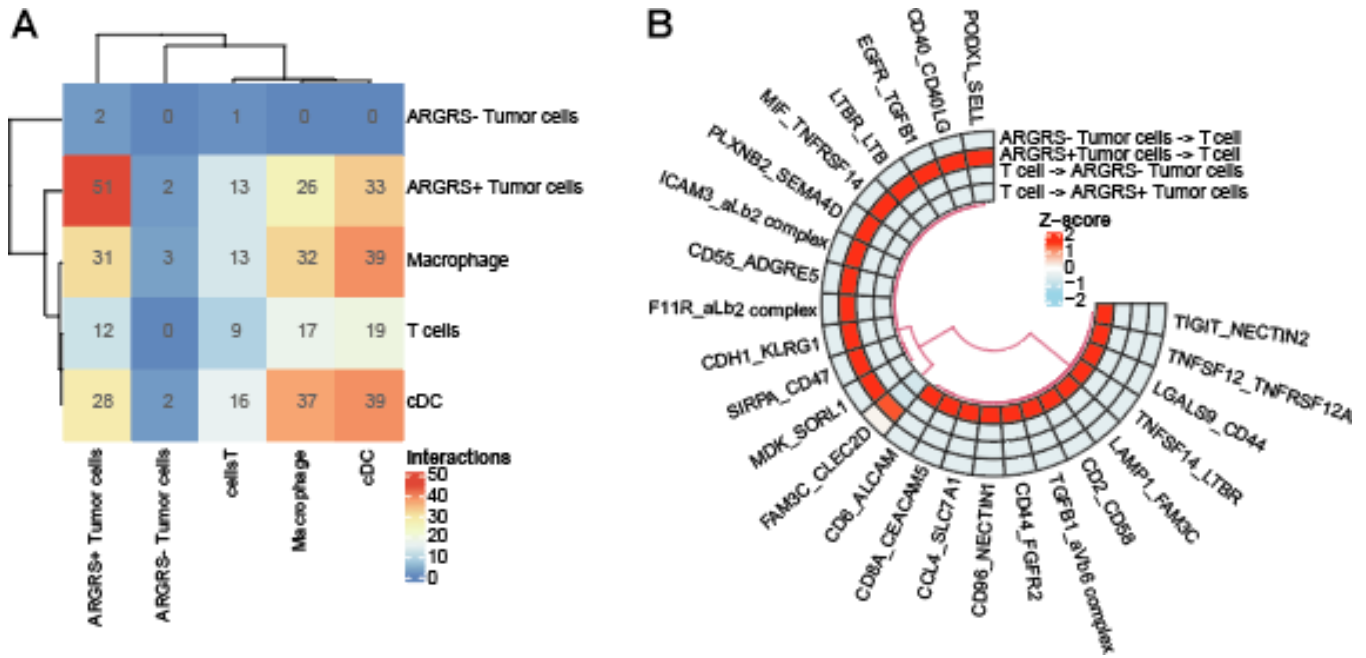 A
2 0 1 0 0 ARGRS- Tumor cells
51 2 13 26 33 ARGRS+ Tumor cells
31 3 13 32 39 Macrophage
12 0 9 17 19 T cells
28 2 16 37 39 cDC
ARGRS+ Tumor cells
ARGRS- Tumor cells
cellsT
Macrophage
cDC
Interactions
50
40
30
20
10
0
B
PODXL_SELL
CD40_CD40LG
EGFR_TGFB1
LTBR_LTB
MIF_TNFRSF14
PLXNB2_SEMA4D
ICAM3_aLb2 complex
CD55_ADGRE5
F11R_aLb2 complex
CDH1_KLRG1
SIRPA_CD47
MDK_SORL1
FAM3C_CLEC2D
CD6_ALCAM
CD8A_CEACAM5
CCL4_SLC7A1
CD96_NECTIN1
CD44_FGFR2
TGFB1_aVb6 complex
CD2_CD58
LAMP1_FAM3C
TNFSF14_LTBR
LGALS9_CD44
TNFSF12_TNFRSF12A
TIGIT_NECTIN2
ARGRS- Tumor cells -> T cell
ARGRS+Tumor cells -> T cell
T cell -> ARGRS- Tumor cells
T cell -> ARGRS+ Tumor cells
Z-score
2
1
0
-1
-2